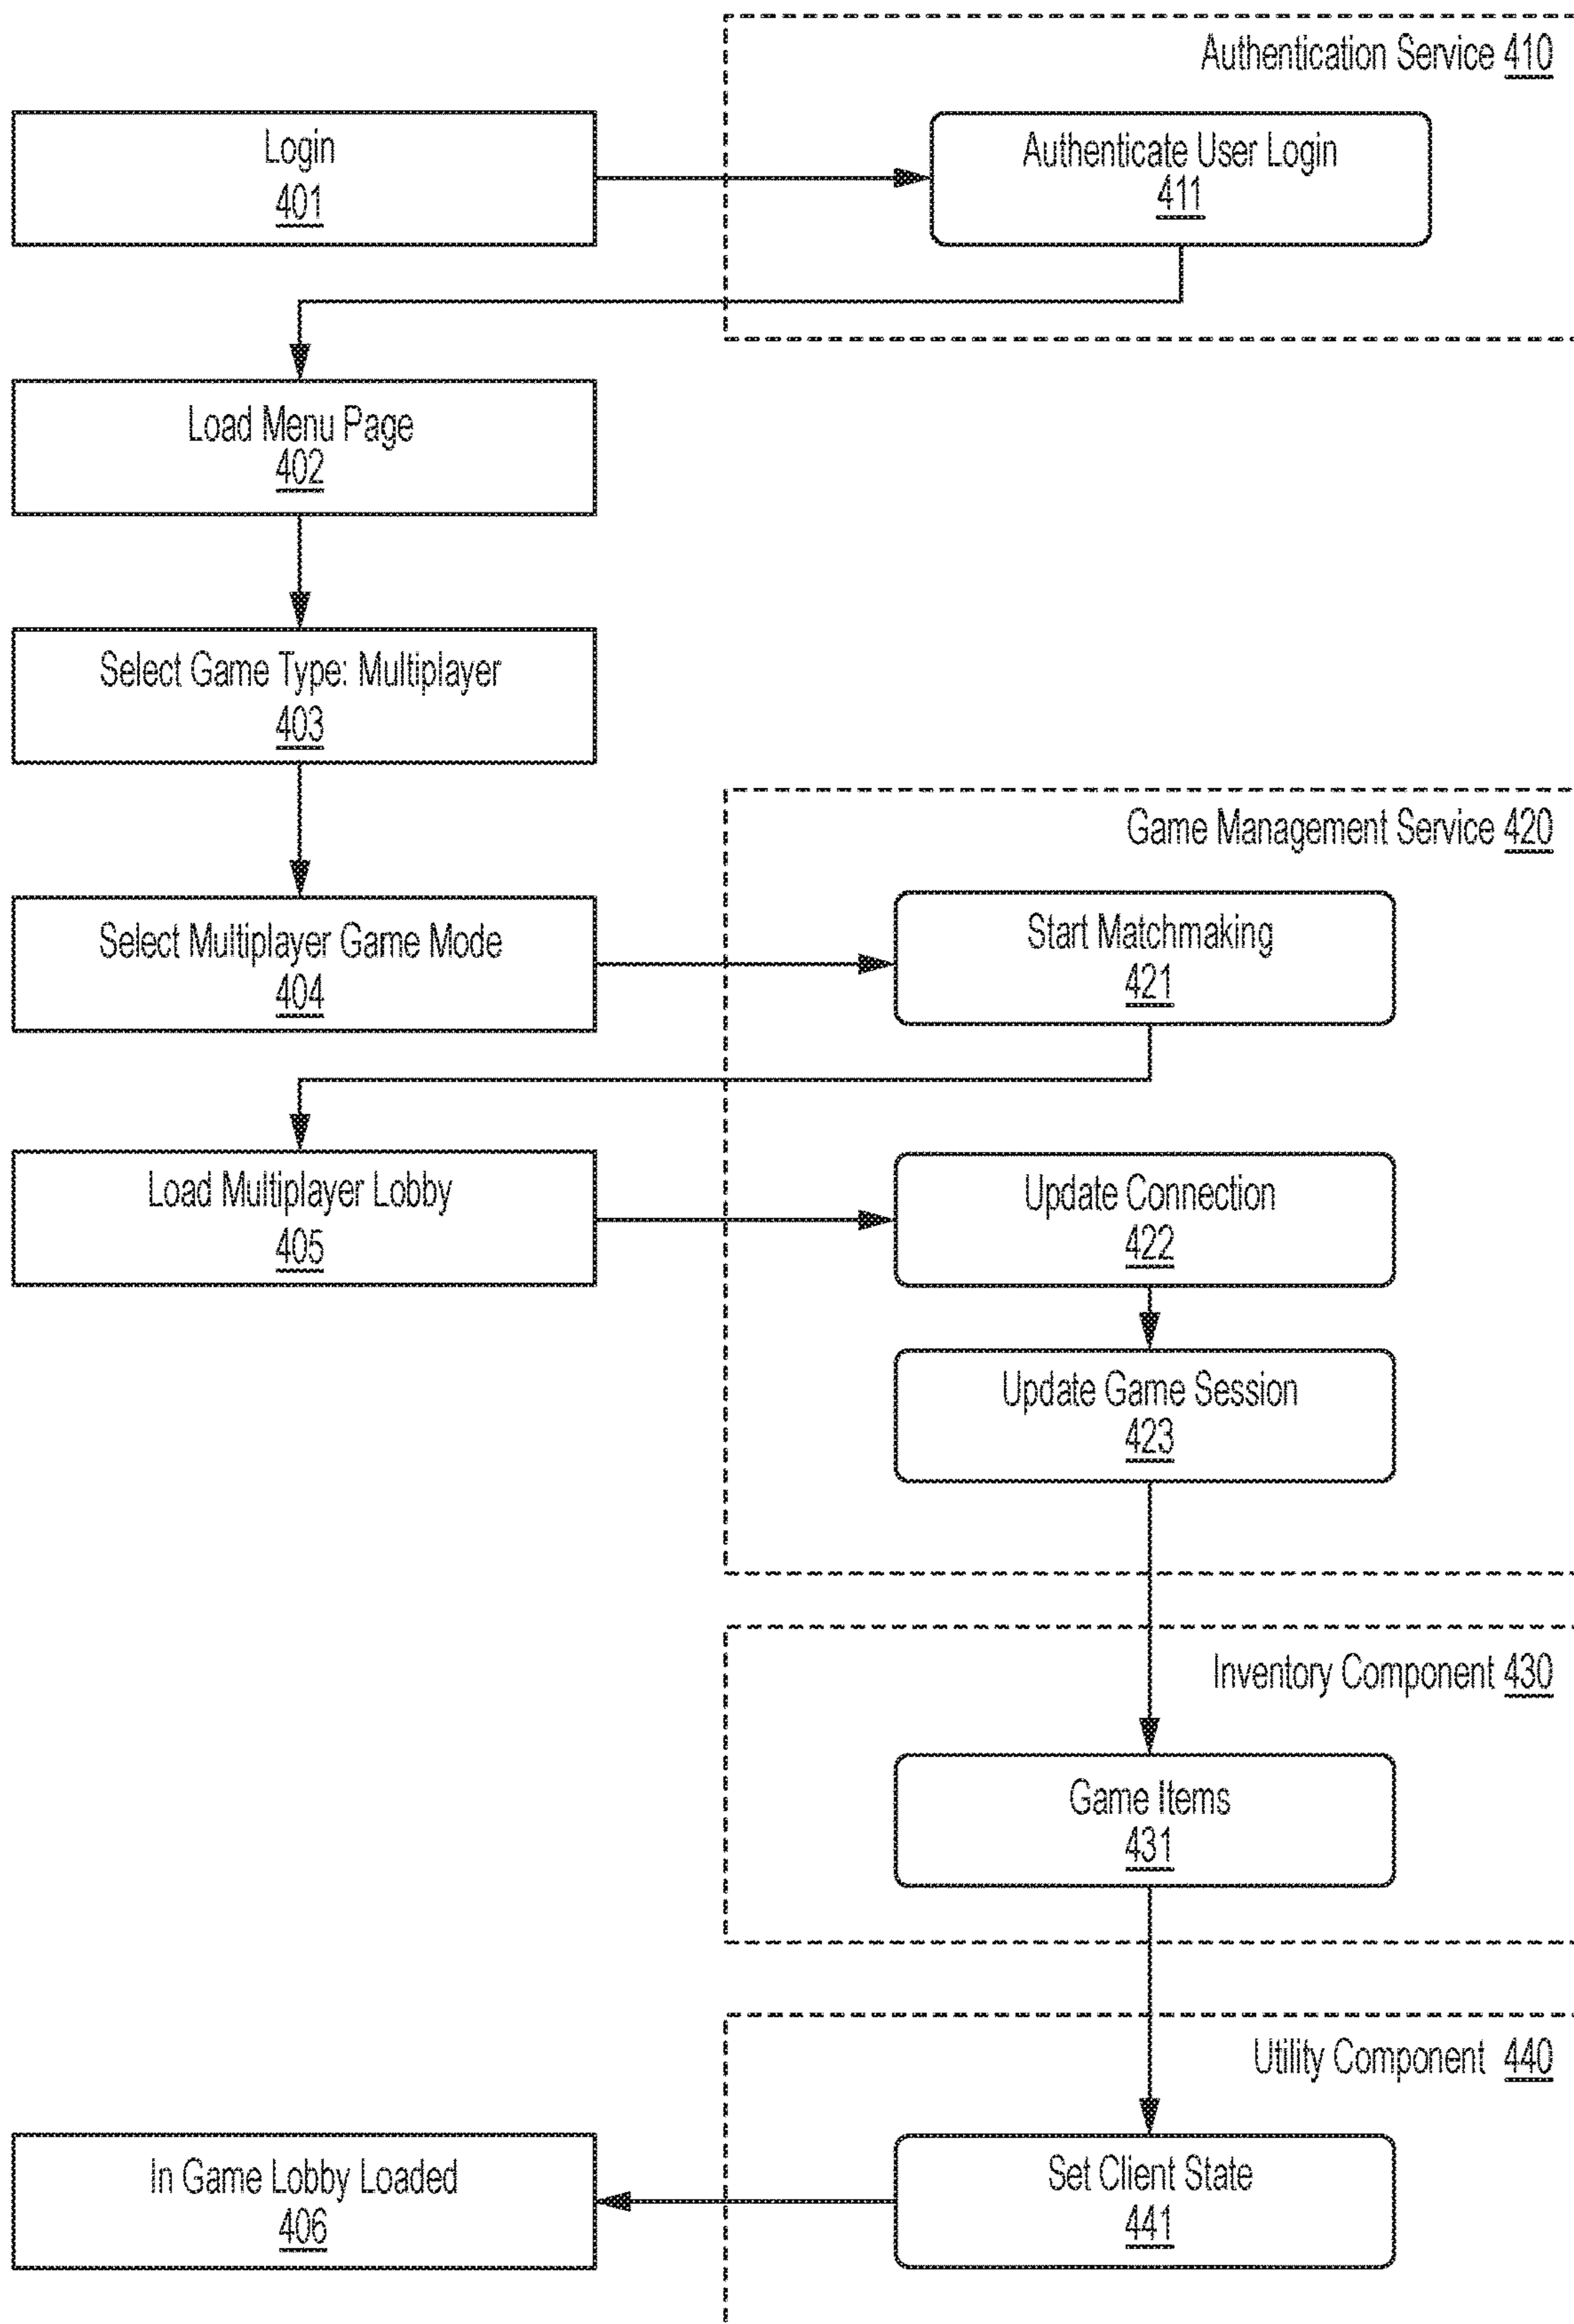 Authentication Service 410
Login
401
Authenticate User Login
411
Load Menu Page
402
Select Game Type: Multiplayer
403
Game Management Service 420
Select Multiplayer Game Mode
404
Start Matchmaking
421
Load Multiplayer Lobby
405
Update Connection
422
Update Game Session
423
Inventory Component 430
Game Items
431
Utility Component 440
In Game Lobby Loaded
406
Set Client State
441